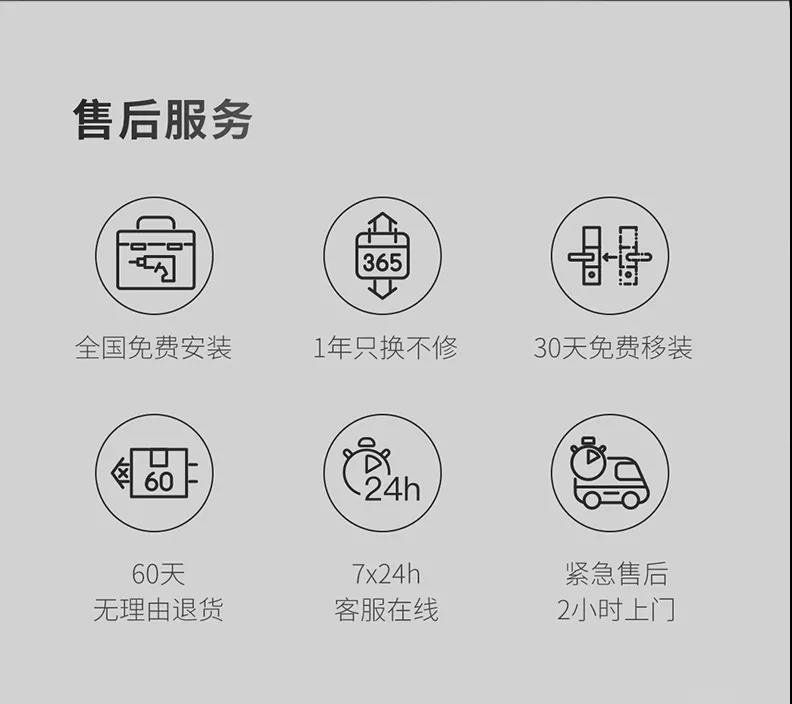 售后服务
365
全国免费安装
1年只换不修
30天免费移装
60
24h
60天
无理由退货
7x24h
客服在线
紧急售后
2小时上门